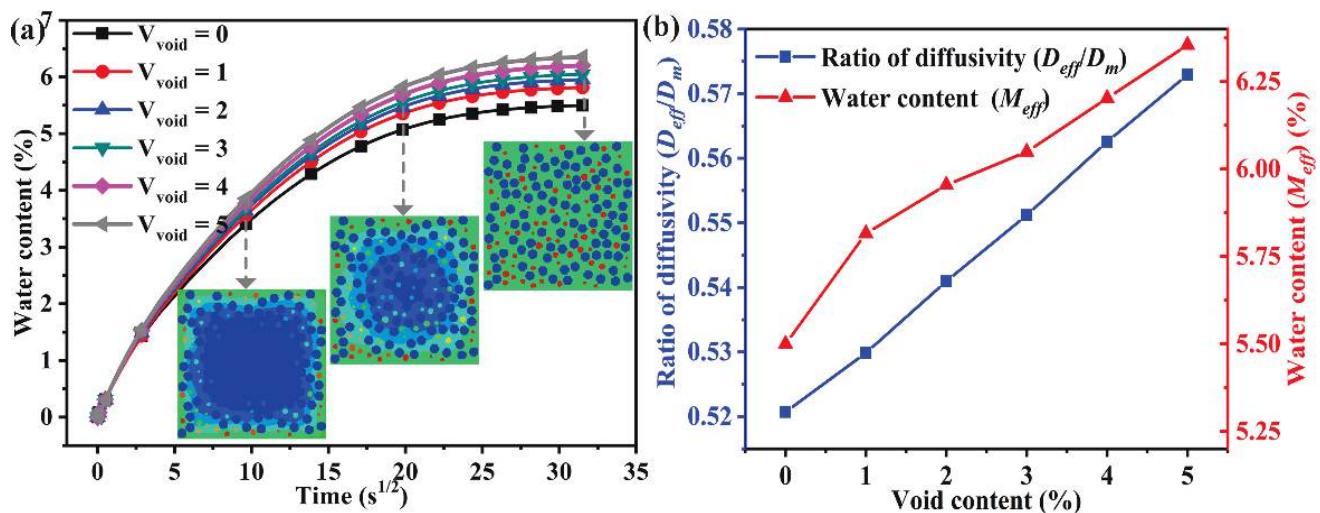 (a)
7
6
5
4
3
2
1
0
Water content (%)
V_void = 0
V_void = 1
V_void = 2
V_void = 3
V_void = 4
V_void = 5
0 5 10 15 20 25 30 35
Time (s^1/2)
(b)
0.58
0.57
0.56
0.55
0.54
0.53
0.52
Ratio of diffusivity (D_eff/D_m)
Ratio of diffusivity (D_eff/D_m)
Water content (M_eff)
6.25
6.00
5.75
5.50
5.25
Water content (M_eff) (%)
0 1 2 3 4 5
Void content (%)